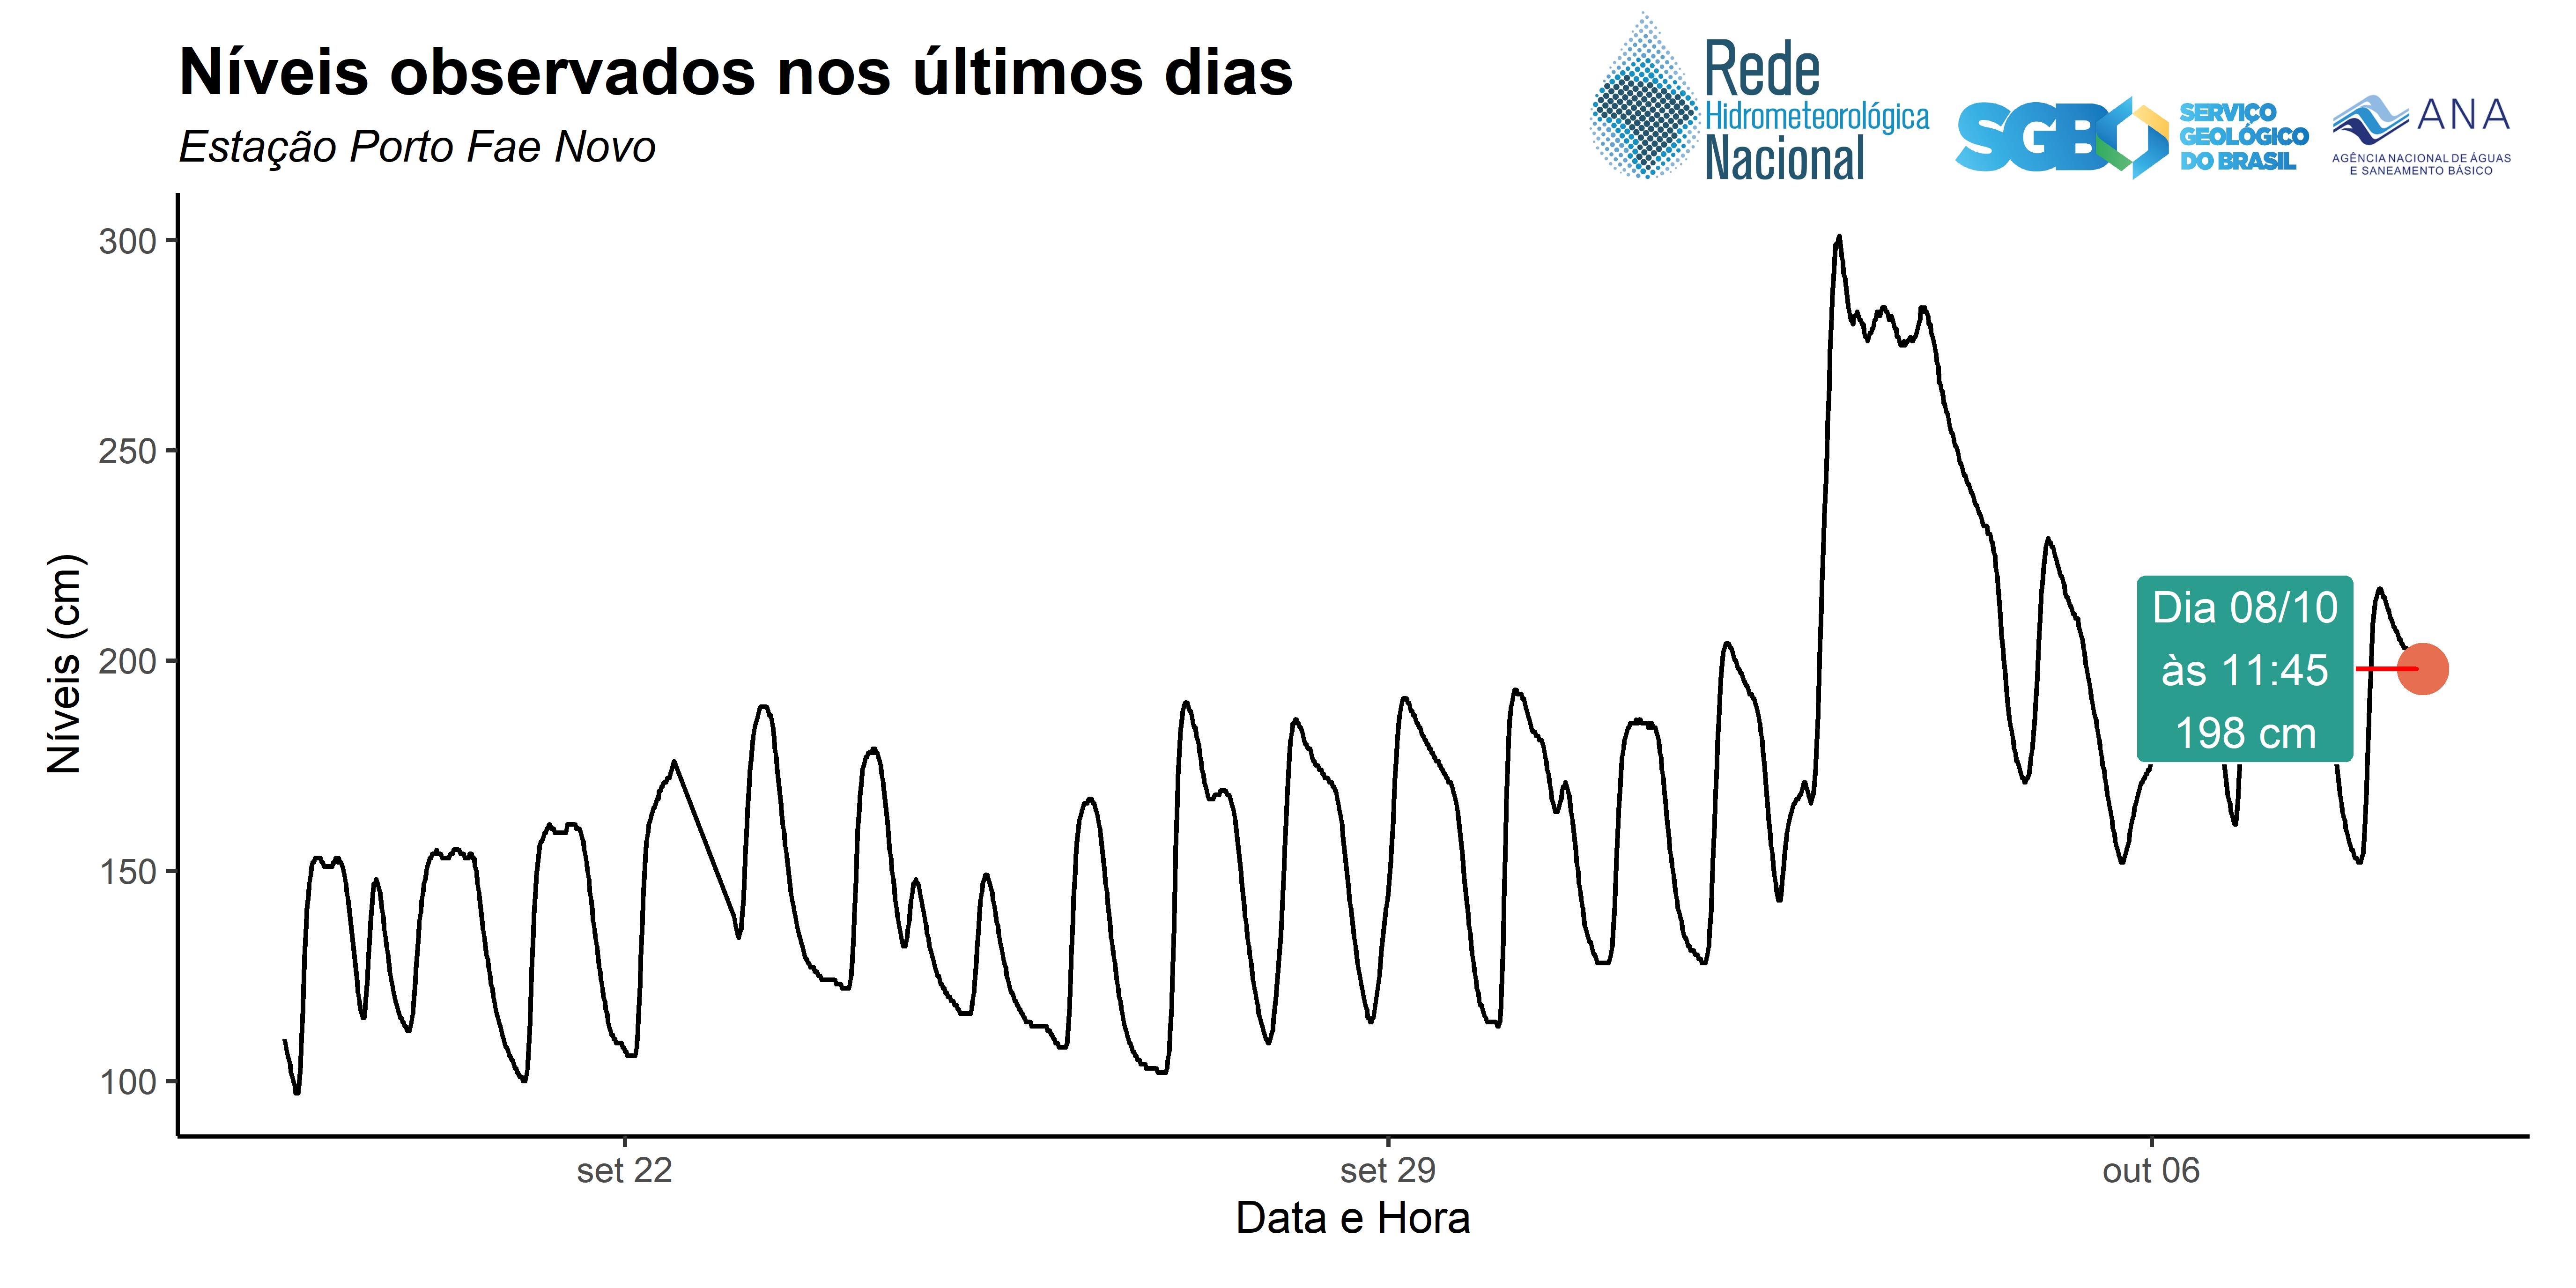 Níveis observados nos últimos dias
Estação Porto Fae Novo
Rede
Hidrometeorológica
Nacional
SGB
SERVIÇO
GEOLÓGICO
DO BRASIL
ANA
AGÊNCIA NACIONAL DE ÁGUAS
E SANEAMENTO BÁSICO
Níveis (cm)
300
250
200
150
100
Dia 08/10
às 11:45
198 cm
set 22
set 29
out 06
Data e Hora